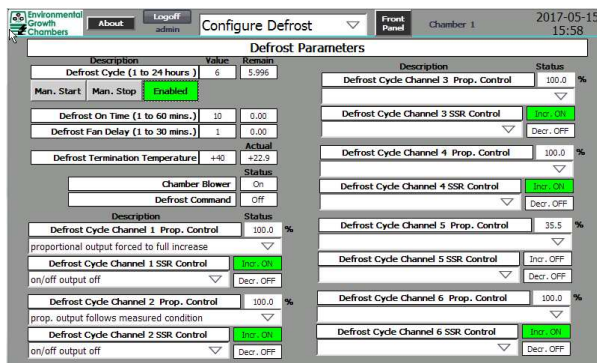 Environmental
Growth
Chambers
About
Logoff
admin
Configure Defrost
Front
Panel
Chamber 1
2017-05-15
15:58
Defrost Parameters
Description Value Remain
Defrost Cycle (1 to 24 hours ) 6 5.996
Man. Start Man. Stop Enabled
Defrost On Time (1 to 60 mins.) 10 0.00
Defrost Fan Delay (1 to 30 mins.) 1 0.00
Actual
Defrost Termination Temperature +40 +22.9
Status
Chamber Blower On
Defrost Command Off
Description Status
Defrost Cycle Channel 1 Prop. Control 100.0 %
proportional output forced to full increase
Defrost Cycle Channel 1 SSR Control Incr. ON
on/off output off Decr. OFF
Defrost Cycle Channel 2 Prop. Control 100.0 %
prop. output follows measured condition
Defrost Cycle Channel 2 SSR Control Incr. ON
on/off output off Decr. OFF
Description Status
Defrost Cycle Channel 3 Prop. Control 100.0 %
Defrost Cycle Channel 3 SSR Control Incr. ON
Decr. OFF
Defrost Cycle Channel 4 Prop. Control 100.0 %
Defrost Cycle Channel 4 SSR Control Incr. ON
Decr. OFF
Defrost Cycle Channel 5 Prop. Control 35.5 %
Defrost Cycle Channel 5 SSR Control Incr. OFF
Decr. OFF
Defrost Cycle Channel 6 Prop. Control 100.0 %
Defrost Cycle Channel 6 SSR Control Incr. ON
Decr. OFF